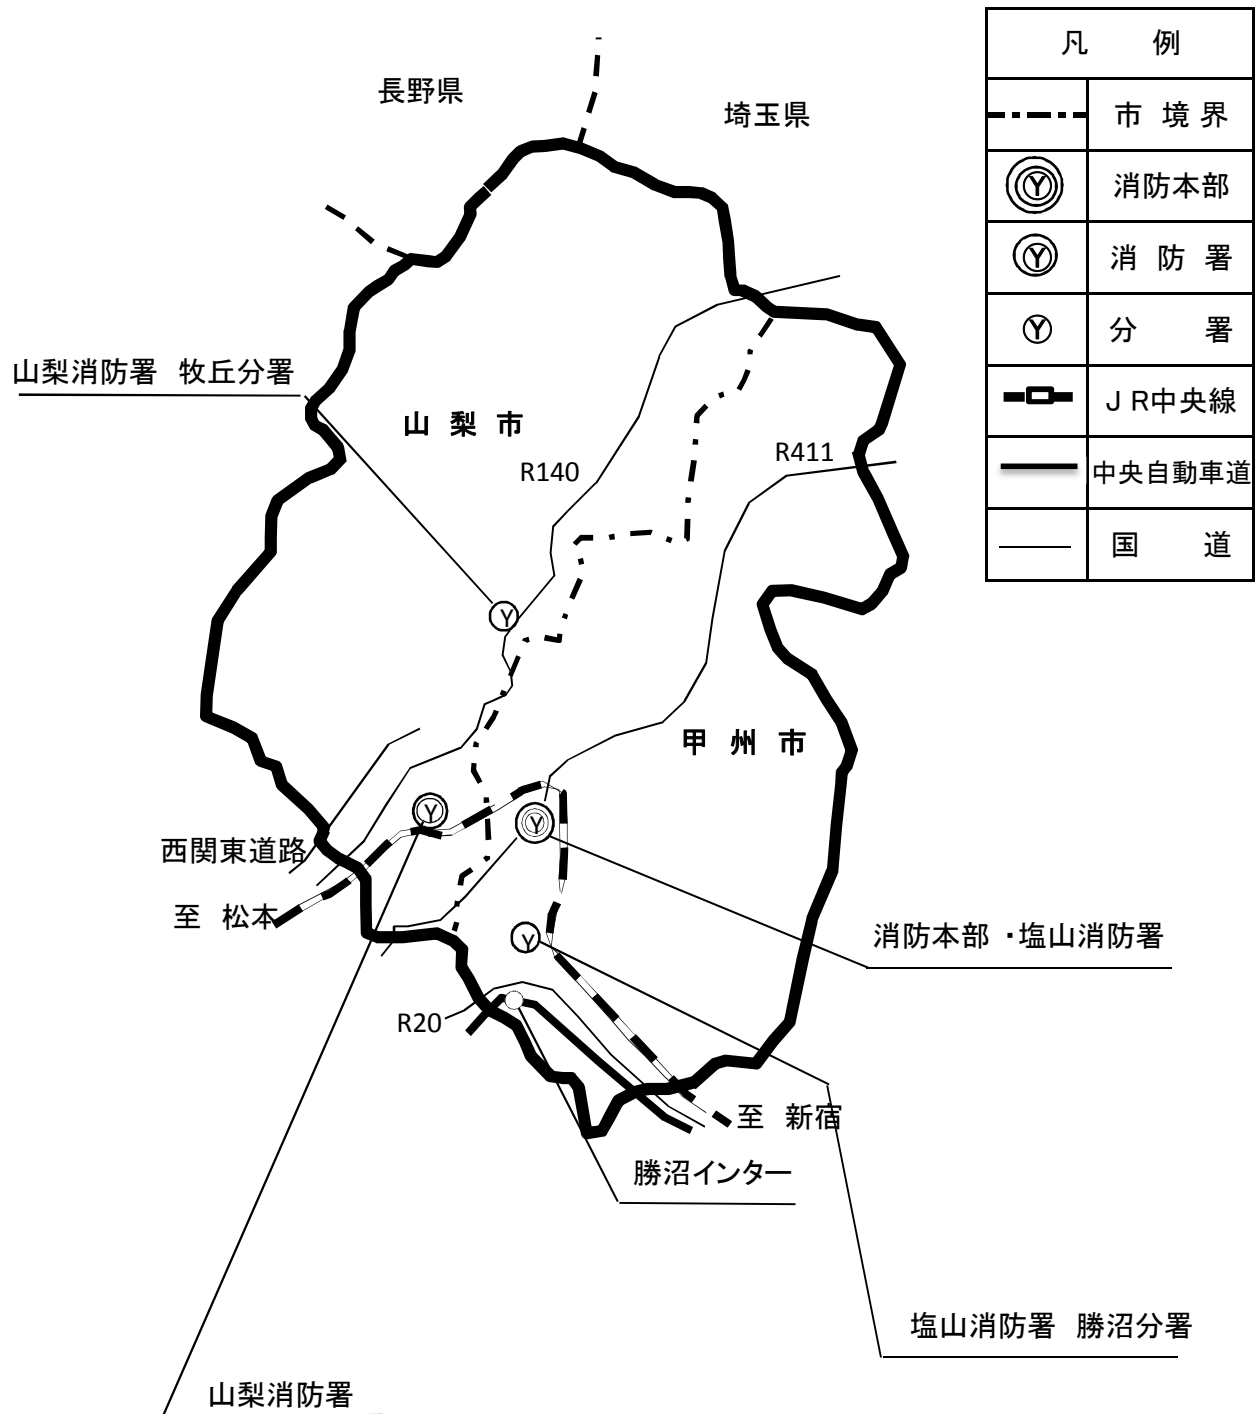 長野県
埼玉県
凡 例
市 境 界
Y 消防本部
Y 消 防 署
Y 分 署
ＪR中央線
中央自動車道
国 道
山梨消防署 牧丘分署
山 梨 市
R140
R411
Y
甲 州 市
Y
Y
西関東道路
至 松本
Y
消防本部 ・塩山消防署
R20
至 新宿
勝沼インター
塩山消防署 勝沼分署
山梨消防署